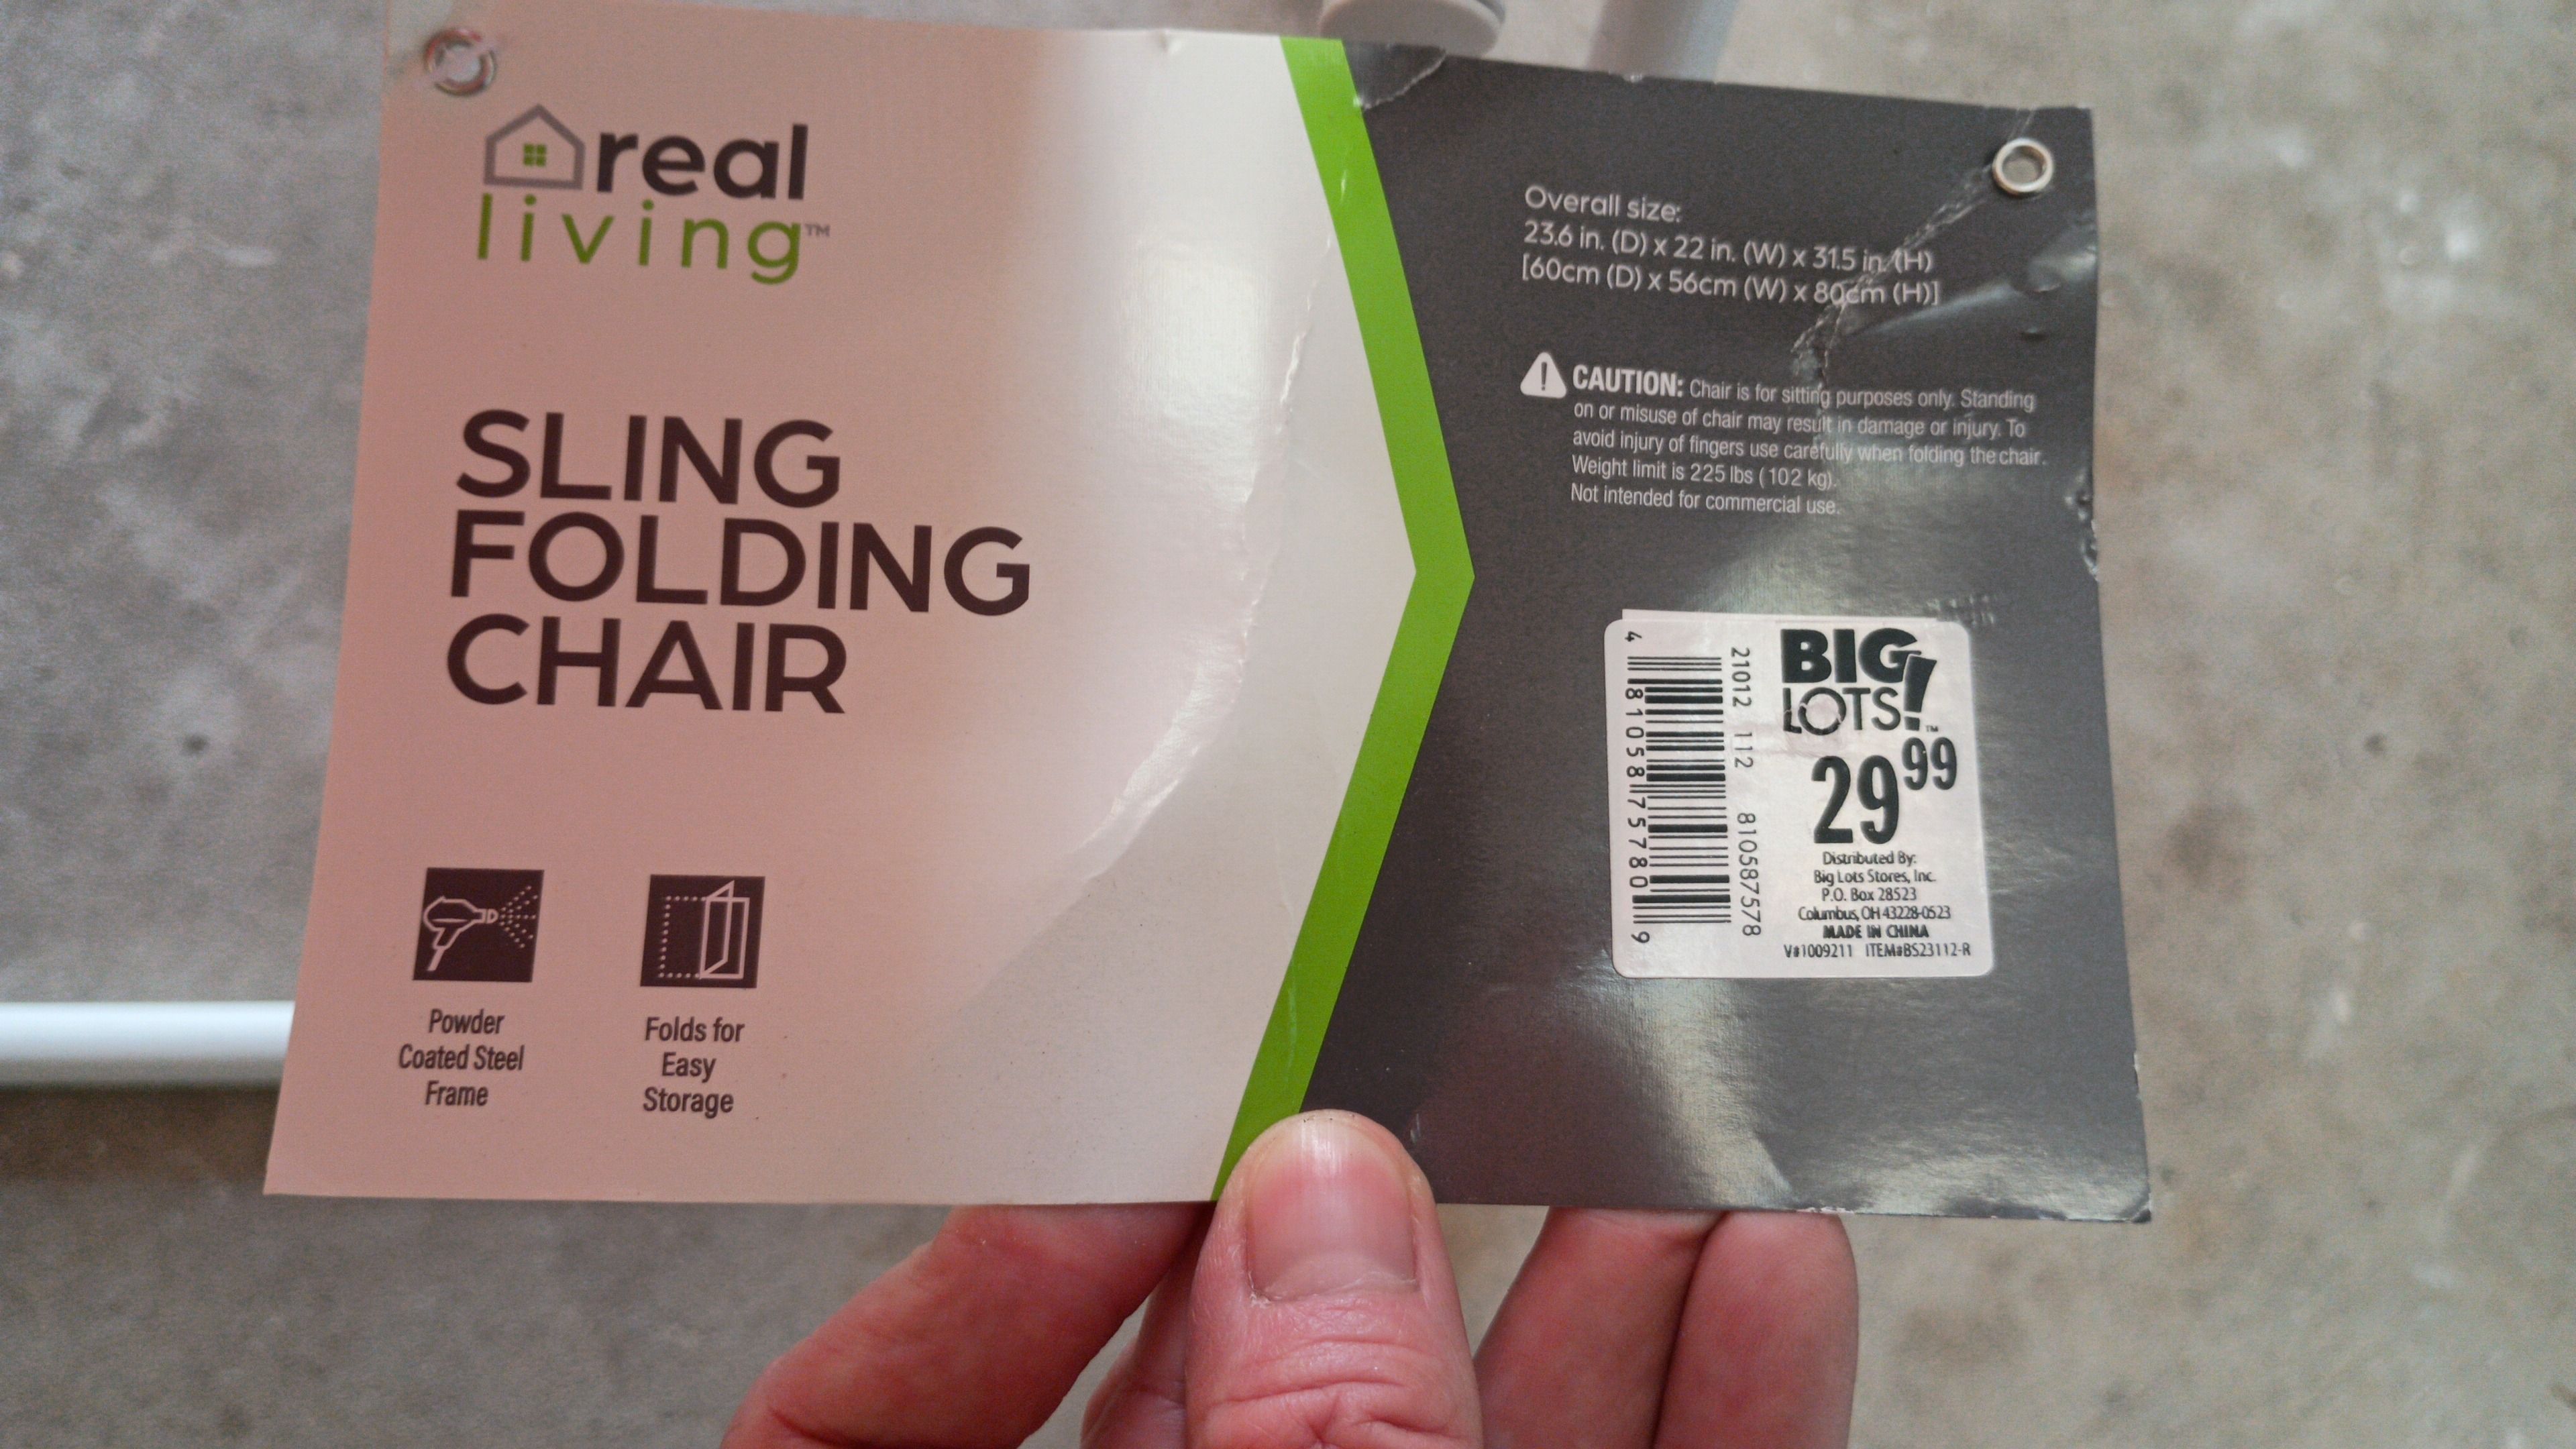 real
living™
SLING
FOLDING
CHAIR
Powder
Coated Steel
Frame
Folds for
Easy
Storage
Overall size:
23.6 in. (D) x 22 in. (W) x 31.5 in. (H)
[60cm (D) x 56cm (W) x 80cm (H)]
CAUTION: Chair is for sitting purposes only. Standing
on or misuse of chair may result in damage or injury. To
avoid injury of fingers use carefully when folding the chair.
Weight limit is 225 lbs (102 kg).
Not intended for commercial use.
21012 112 810587578
4 81058 75780 9
BIG
LOTS!™
29 99
Distributed By:
Big Lots Stores, Inc.
P.O. Box 28523
Columbus, OH 43228-0523
MADE IN CHINA
V#1009211 ITEM#BS23112-R